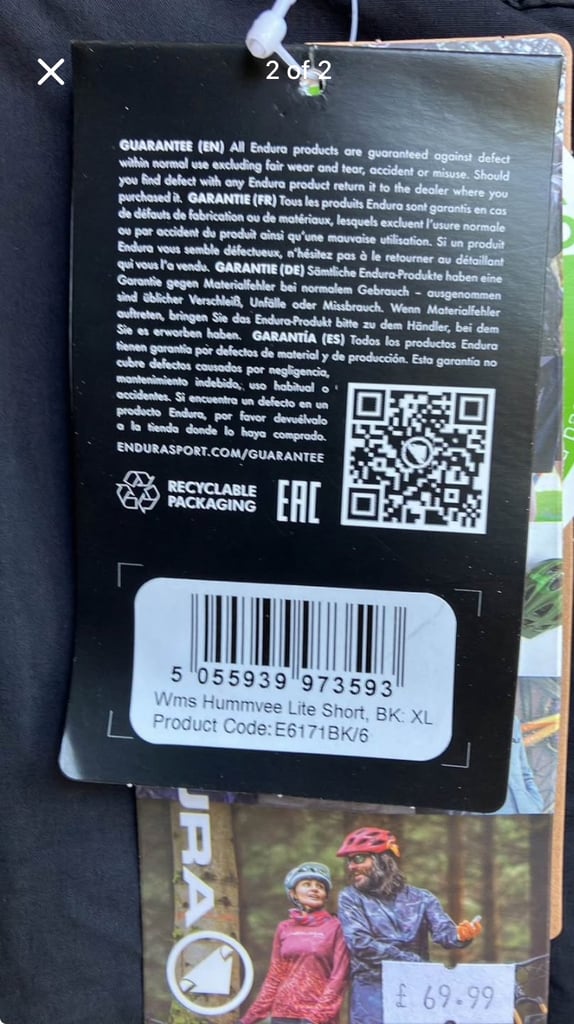 2 of 2
GUARANTEE (EN) All Endura products are guaranteed against defect
within normal use excluding fair wear and tear, accident or misuse. Should
you find defect with any Endura product return it to the dealer where you
purchased it. GARANTIE (FR) Tous les produits Endura sont garantis en cas
de défauts de fabrication ou de matériaux, lesquels excluent l'usure normale
ou par accident du produit ainsi qu'une mauvaise utilisation. Si un produit
Endura vous semble défectueux, n'hésitez pas à le retourner au détaillant
qui vous l'a vendu. GARANTIE (DE) Sämtliche Endura-Produkte haben eine
Garantie gegen Materialfehler bei normalem Gebrauch – ausgenommen
sind üblicher Verschleiß, Unfälle oder Missbrauch. Wenn Materialfehler
auftreten, bringen Sie das Endura-Produkt bitte zu dem Händler, bei dem
Sie es erworben haben. GARANTÍA (ES) Todos los productos Endura
tienen garantía por defectos de material y de producción. Esta garantía no
cubre defectos causados por negligencia,
mantenimiento indebido, uso habitual o
accidentes. Si encuentra un defecto en un
producto Endura, por favor devuélvalo
a la tienda donde lo haya comprado.
ENDURASPORT.COM/GUARANTEE
RECYCLABLE
PACKAGING
EAC
5 055939 973593
Wms Hummvee Lite Short, BK: XL
Product Code:E6171BK/6
URA
£ 69.99